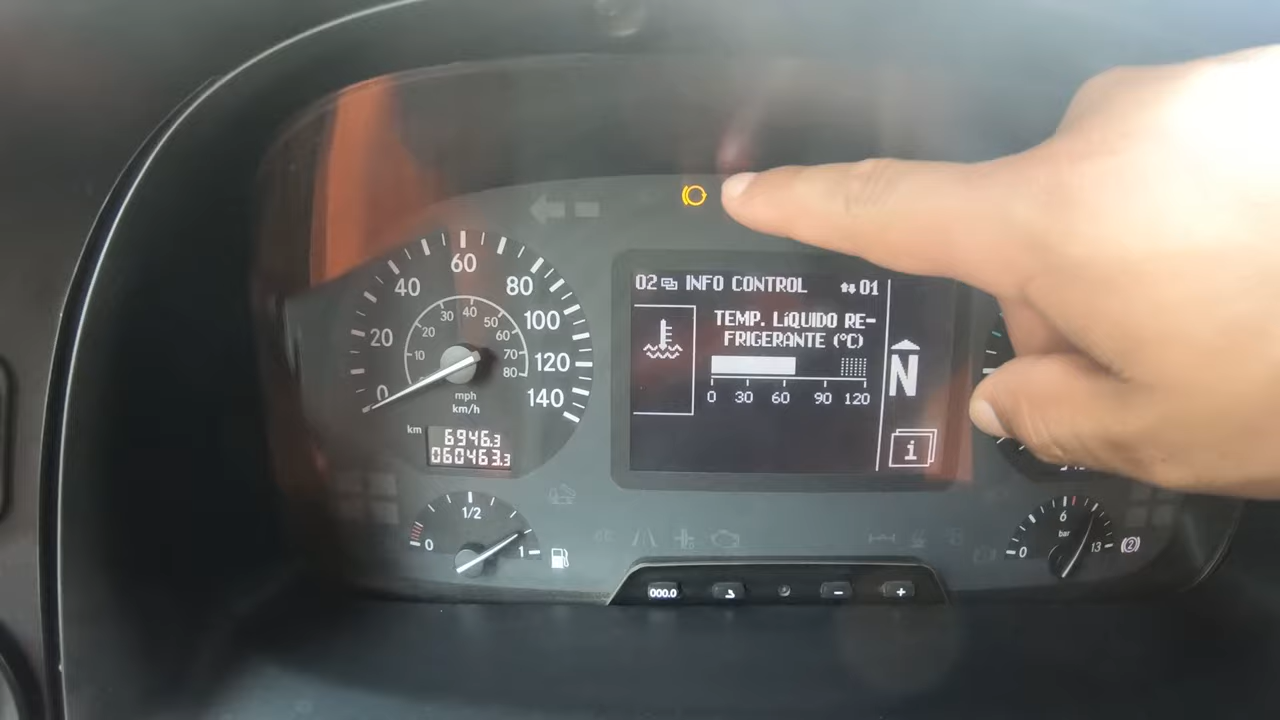 02 INFO CONTROL 01
TEMP. LÍQUIDO RE-
FRIGERANTE (°C)
0 30 60 90 120
N
i
0 20 40 60 80 100 120 140
10 20 30 40 50 60 70 80
mph
km/h
km
6946.3
060463.3
0 1/2 1
0 6 13
bar
2
000.0
- +